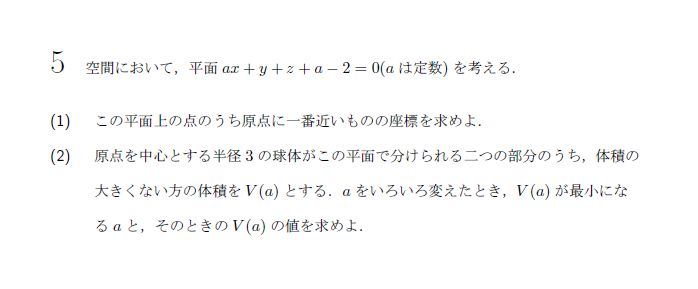 5 空間において，平面 ax + y + z + a − 2 = 0(a は定数) を考える．
(1) この平面上の点のうち原点に一番近いものの座標を求めよ．
(2) 原点を中心とする半径 3 の球体がこの平面で分けられる二つの部分のうち，体積の
大きくない方の体積を V(a) とする．a をいろいろ変えたとき，V(a) が最小にな
る a と，そのときの V(a) の値を求めよ．